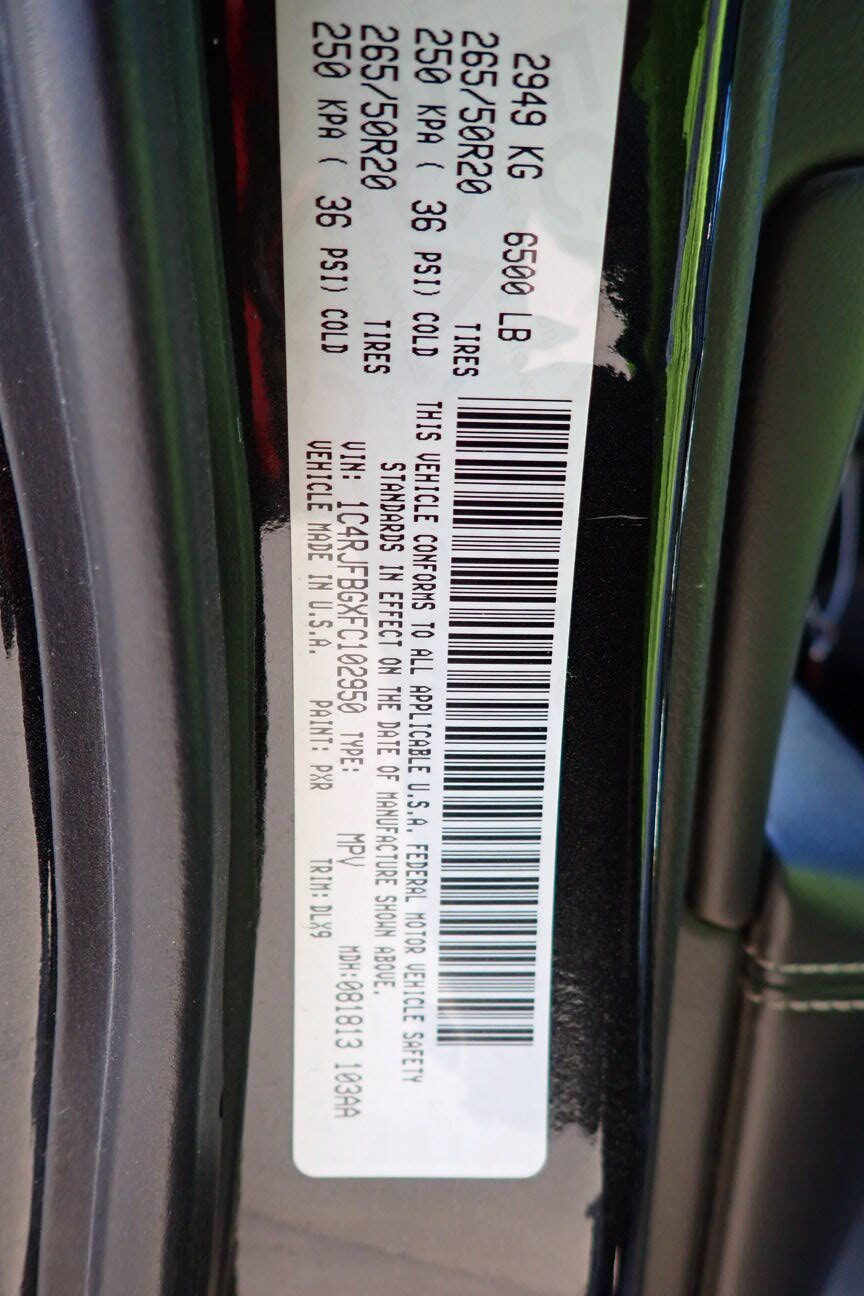 2949 KG 6500 LB
265/50R20 TIRES
250 KPA ( 36 PSI) COLD
265/50R20 TIRES
250 KPA ( 36 PSI) COLD
THIS VEHICLE CONFORMS TO ALL APPLICABLE U.S.A. FEDERAL MOTOR VEHICLE SAFETY
STANDARDS IN EFFECT ON THE DATE OF MANUFACTURE SHOWN ABOVE.
VIN: 1C4RJFBGXFC102950 TYPE: MPV MDH:081813 103AA
VEHICLE MADE IN U.S.A. PAINT: PXR TRIM:DLX9